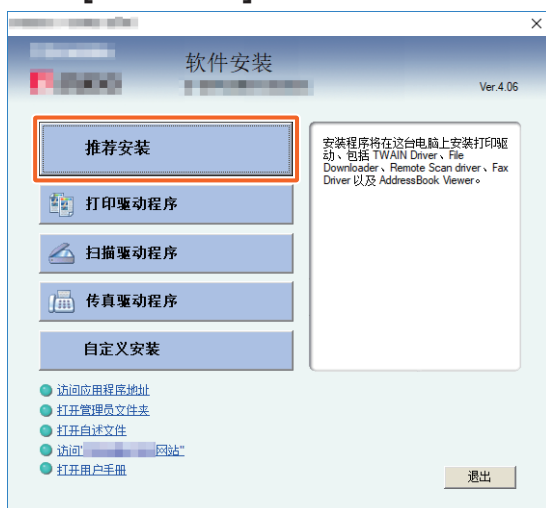 软件安装
Ver.4.06
推荐安装
打印驱动程序
扫描驱动程序
传真驱动程序
自定义安装
安装程序将在这台电脑上安装打印驱
动、包括 TWAIN Driver、File
Downloader、Remote Scan driver、Fax
Driver 以及 AddressBook Viewer。
访问应用程序地址
打开管理员文件夹
打开自述文件
访问"网站"
打开用户手册
退出